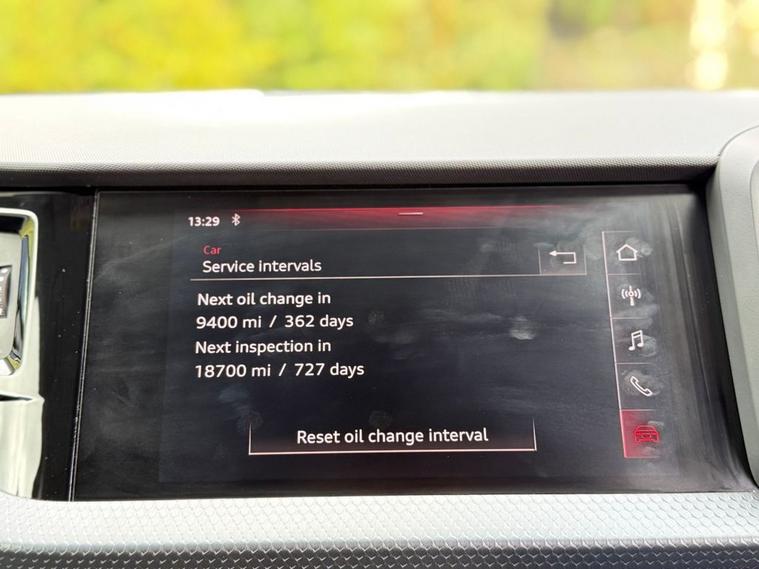 13:29
Car
Service intervals
Next oil change in
9400 mi / 362 days
Next inspection in
18700 mi / 727 days
Reset oil change interval